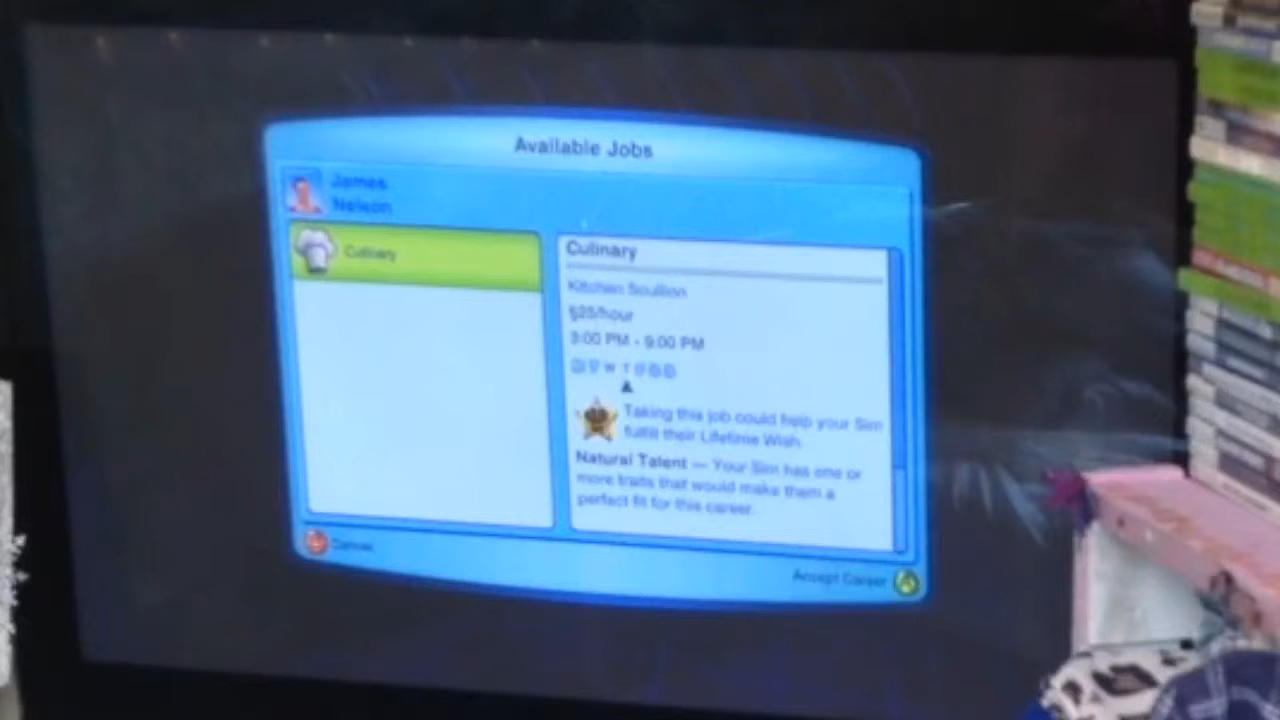 Available Jobs
James
Nelson
Culinary
Culinary
Kitchen Scullion
§25/hour
3:00 PM - 9:00 PM
W T
Taking this job could help your Sim
fulfill their Lifetime Wish.
Natural Talent — Your Sim has one or
more traits that would make them a
perfect fit for this career.
Cancel
Accept Career